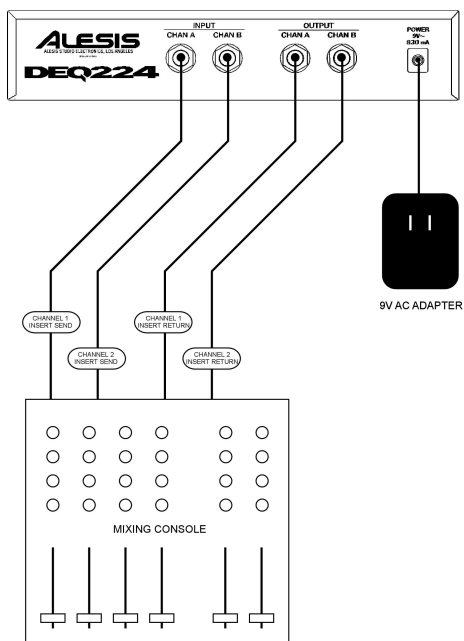 INPUT
OUTPUT
CHAN A
CHAN B
CHAN A
CHAN B
POWER
9V~
830 mA
ALESIS
ALESIS STUDIO ELECTRONICS, LOS ANGELES
DEQ224
9V AC ADAPTER
CHANNEL 1
INSERT SEND
CHANNEL 1
INSERT RETURN
CHANNEL 2
INSERT SEND
CHANNEL 2
INSERT RETURN
MIXING CONSOLE